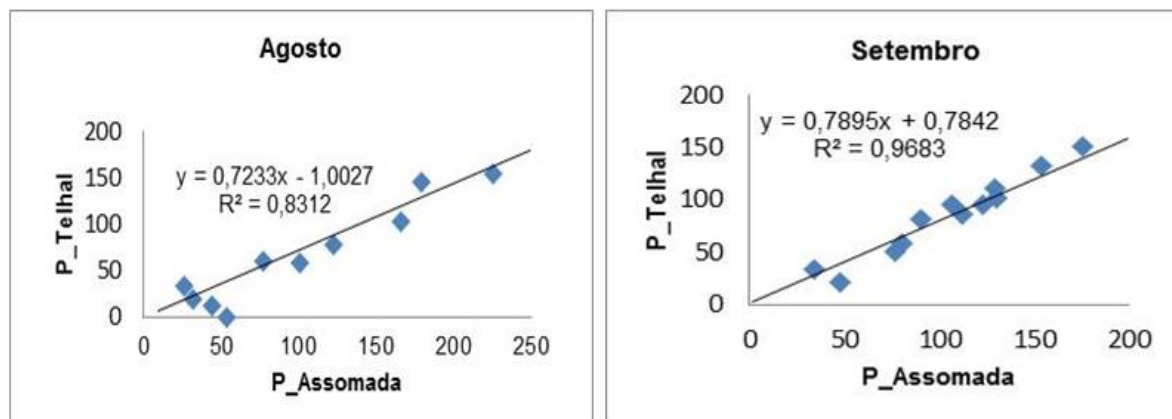 Agosto
200
150
100
50
0
P_Telhal
y = 0,7233x - 1,0027
R² = 0,8312
0 50 100 150 200 250
P_Assomada
Setembro
200
150
100
50
0
P_Telhal
y = 0,7895x + 0,7842
R² = 0,9683
0 50 100 150 200
P_Assomada